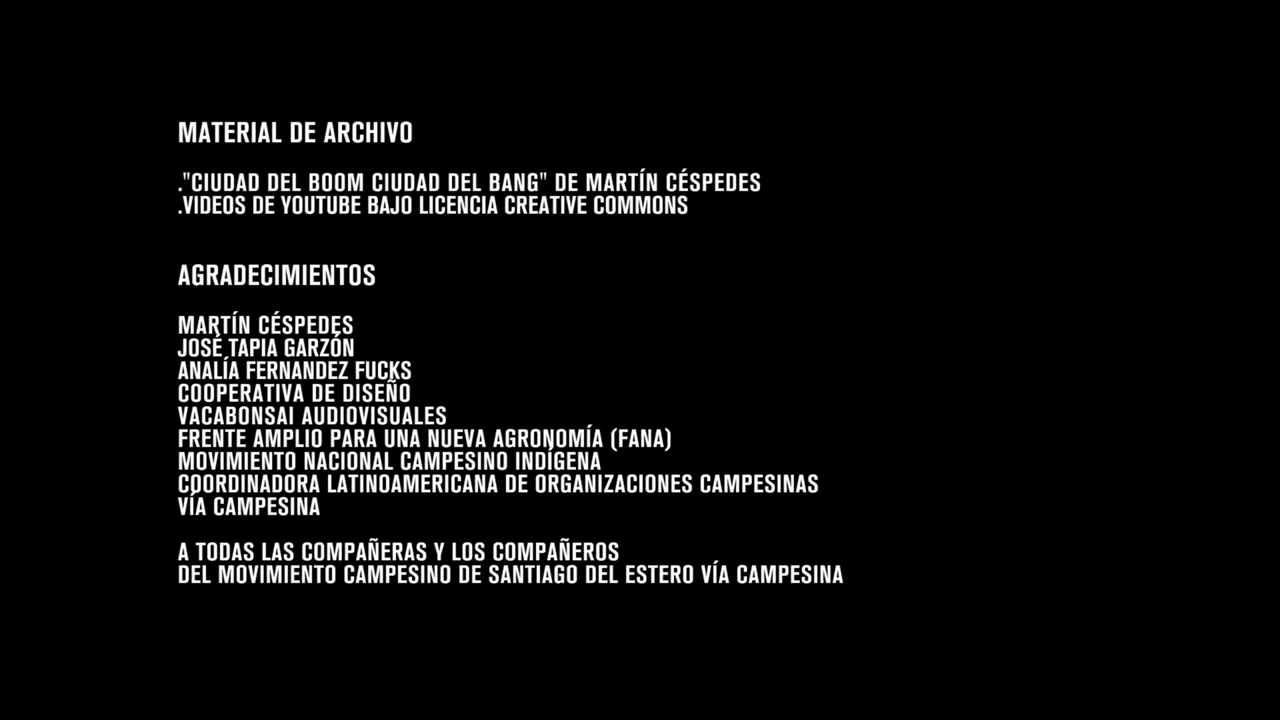 MATERIAL DE ARCHIVO
."CIUDAD DEL BOOM CIUDAD DEL BANG" DE MARTÍN CÉSPEDES
.VIDEOS DE YOUTUBE BAJO LICENCIA CREATIVE COMMONS
AGRADECIMIENTOS
MARTÍN CÉSPEDES
JOSÉ TAPIA GARZÓN
ANALÍA FERNANDEZ FUCKS
COOPERATIVA DE DISEÑO
VACABONSAI AUDIOVISUALES
FRENTE AMPLIO PARA UNA NUEVA AGRONOMÍA (FANA)
MOVIMIENTO NACIONAL CAMPESINO INDÍGENA
COORDINADORA LATINOAMERICANA DE ORGANIZACIONES CAMPESINAS
VÍA CAMPESINA
A TODAS LAS COMPAÑERAS Y LOS COMPAÑEROS
DEL MOVIMIENTO CAMPESINO DE SANTIAGO DEL ESTERO VÍA CAMPESINA